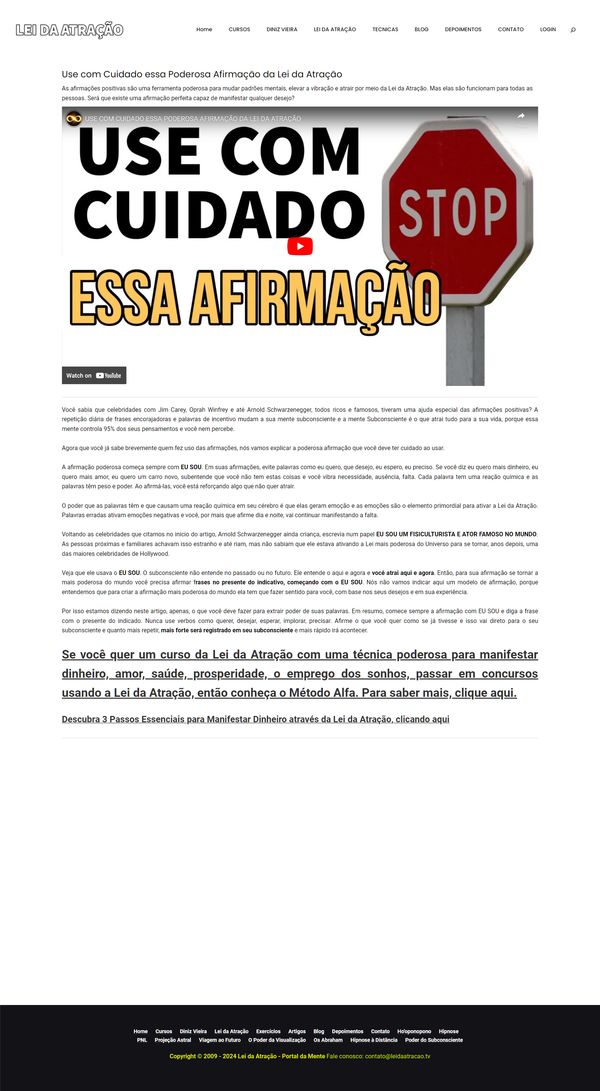 LEI DA ATRAÇÃO
Home CURSOS DINIZ VIEIRA LEI DA ATRAÇÃO TECNICAS BLOG DEPOIMENTOS CONTATO LOGIN
Use com Cuidado essa Poderosa Afirmação da Lei da Atração
As afirmações positivas são uma ferramenta poderosa para mudar padrões mentais, elevar a vibração e atrair por meio da Lei da Atração. Mas elas são funcionam para todas as
pessoas. Será que existe uma afirmação perfeita capaz de manifestar qualquer desejo?
USE COM CUIDADO ESSA PODEROSA AFIRMAÇÃO DA LEI DA ATRAÇÃO
USE COM
CUIDADO
STOP
ESSA AFIRMAÇÃO
Watch on YouTube
Você sabia que celebridades com Jim Carey, Oprah Winfrey e até Arnold Schwarzenegger, todos ricos e famosos, tiveram uma ajuda especial das afirmações positivas? A
repetição diária de frases encorajadoras e palavras de incentivo mudam a sua mente subconsciente e a mente Subconsciente é o que atrai tudo para a sua vida, porque essa
mente controla 95% dos seus pensamentos e você nem percebe.
Agora que você já sabe brevemente quem fez uso das afirmações, nós vamos explicar a poderosa afirmação que você deve ter cuidado ao usar.
A afirmação poderosa começa sempre com EU SOU. Em suas afirmações, evite palavras como eu quero, que desejo, eu espero, eu preciso. Se você diz eu quero mais dinheiro, eu
quero mais amor, eu quero um carro novo, subentende que você não tem estas coisas e você vibra necessidade, ausência, falta. Cada palavra tem uma reação química e as
palavras têm peso e poder. Ao afirmá-las, você está reforçando algo que não quer atrair.
O poder que as palavras têm e que causam uma reação química em seu cérebro é que elas geram emoção e as emoções são o elemento primordial para ativar a Lei da Atração.
Palavras erradas ativam emoções negativas e você, por mais que afirme dia e noite, vai continuar manifestando a falta.
Voltando as celebridades que citamos no início do artigo, Arnold Schwarzenegger ainda criança, escrevia num papel EU SOU UM FISICULTURISTA E ATOR FAMOSO NO MUNDO.
As pessoas próximas e familiares achavam isso estranho e até riam, mas não sabiam que ele estava ativando a Lei mais poderosa do Universo para se tornar, anos depois, uma
das maiores celebridades de Hollywood.
Veja que ele usava o EU SOU. O subconsciente não entende no passado ou no futuro. Ele entende o aqui e agora e você atrai aqui e agora. Então, para sua afirmação se tornar a
mais poderosa do mundo você precisa afirmar frases no presente do indicativo, começando com o EU SOU. Nós não vamos indicar aqui um modelo de afirmação, porque
entendemos que para criar a afirmação mais poderosa do mundo ela tem que fazer sentido para você, com base nos seus desejos e em sua experiência.
Por isso estamos dizendo neste artigo, apenas, o que você deve fazer para extrair poder de suas palavras. Em resumo, comece sempre a afirmação com EU SOU e diga a frase
com o presente do indicado. Nunca use verbos como querer, desejar, esperar, implorar, precisar. Afirme o que você quer como se já tivesse e isso vai direto para o seu
subconsciente e quanto mais repetir, mais forte será registrado em seu subconsciente e mais rápido irá acontecer.
Se você quer um curso da Lei da Atração com uma técnica poderosa para manifestar
dinheiro, amor, saúde, prosperidade, o emprego dos sonhos, passar em concursos
usando a Lei da Atração, então conheça o Método Alfa. Para saber mais, clique aqui.
Descubra 3 Passos Essenciais para Manifestar Dinheiro através da Lei da Atração, clicando aqui
Home Cursos Diniz Vieira Lei da Atração Exercícios Artigos Blog Depoimentos Contato Ho'oponopono Hipnose
PNL Projeção Astral Viagem ao Futuro O Poder da Visualização Os Abraham Hipnose à Distância Poder do Subconsciente
Copyright © 2009 - 2024 Lei da Atração - Portal da Mente Fale conosco: contato@leidaatracao.tv